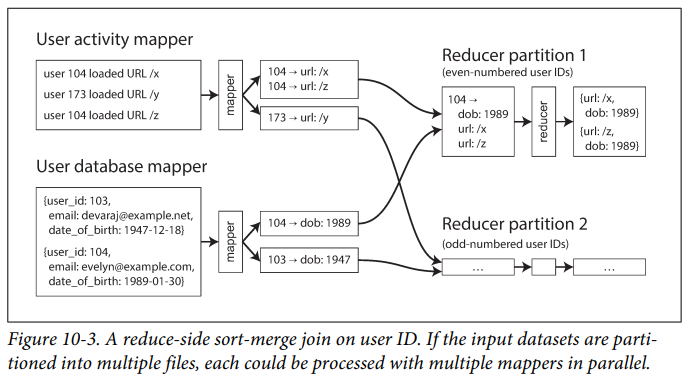 User activity mapper
user 104 loaded URL /x
user 173 loaded URL /y
user 104 loaded URL /z
mapper
104 → url: /x
104 → url: /z
173 → url: /y
User database mapper
{user_id: 103,
email: devaraj@example.net,
date_of_birth: 1947-12-18}
{user_id: 104,
email: evelyn@example.com,
date_of_birth: 1989-01-30}
mapper
104 → dob: 1989
103 → dob: 1947
Reducer partition 1
(even-numbered user IDs)
104 →
dob: 1989
url: /x
url: /z
reducer
{url: /x,
dob: 1989}
{url: /z,
dob: 1989}
Reducer partition 2
(odd-numbered user IDs)
...
...
Figure 10-3. A reduce-side sort-merge join on user ID. If the input datasets are parti-
tioned into multiple files, each could be processed with multiple mappers in parallel.